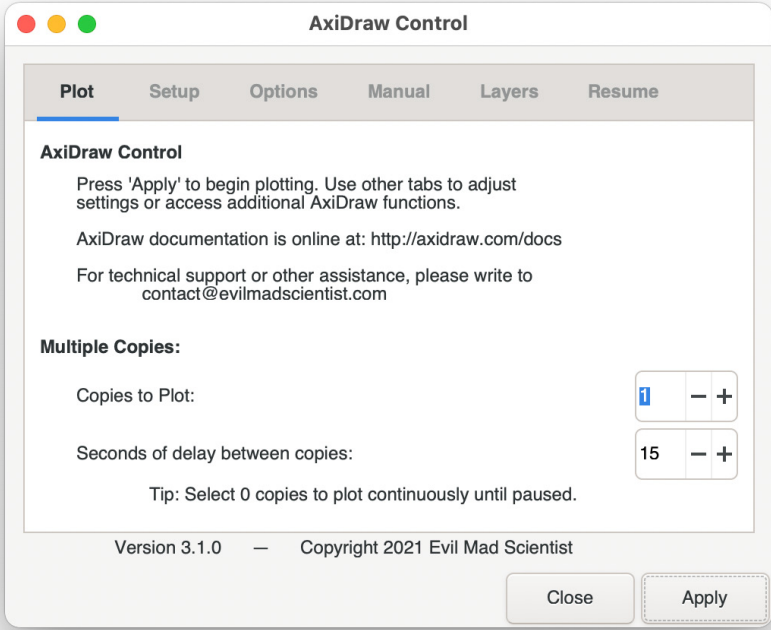 AxiDraw Control
Plot Setup Options Manual Layers Resume
AxiDraw Control
Press 'Apply' to begin plotting. Use other tabs to adjust
settings or access additional AxiDraw functions.
AxiDraw documentation is online at: http://axidraw.com/docs
For technical support or other assistance, please write to
contact@evilmadscientist.com
Multiple Copies:
Copies to Plot: 1 − +
Seconds of delay between copies: 15 − +
Tip: Select 0 copies to plot continuously until paused.
Version 3.1.0 — Copyright 2021 Evil Mad Scientist
Close Apply